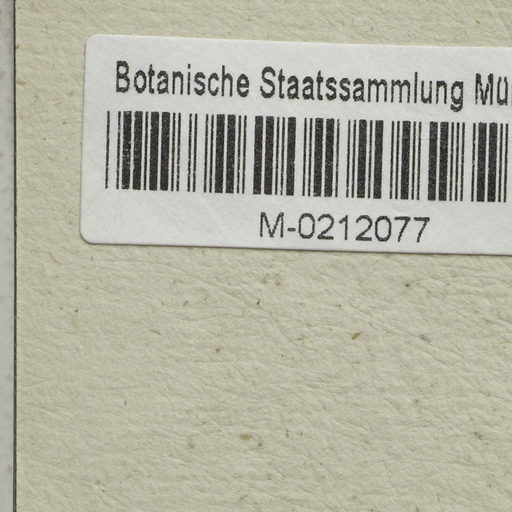 Botanische Staatssammlung Mü
M-0212077